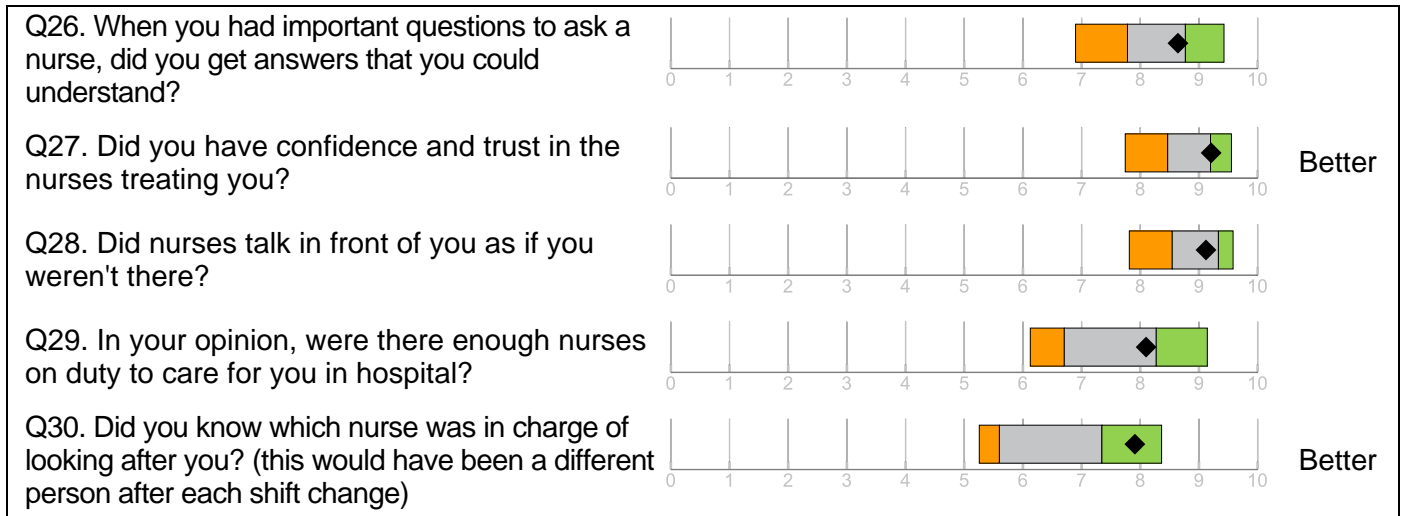 Q26. When you had important questions to ask a
nurse, did you get answers that you could
understand?
0 1 2 3 4 5 6 7 8 9 10
Q27. Did you have confidence and trust in the
nurses treating you?
0 1 2 3 4 5 6 7 8 9 10
Better
Q28. Did nurses talk in front of you as if you
weren't there?
0 1 2 3 4 5 6 7 8 9 10
Q29. In your opinion, were there enough nurses
on duty to care for you in hospital?
0 1 2 3 4 5 6 7 8 9 10
Q30. Did you know which nurse was in charge of
looking after you? (this would have been a different
person after each shift change)
0 1 2 3 4 5 6 7 8 9 10
Better